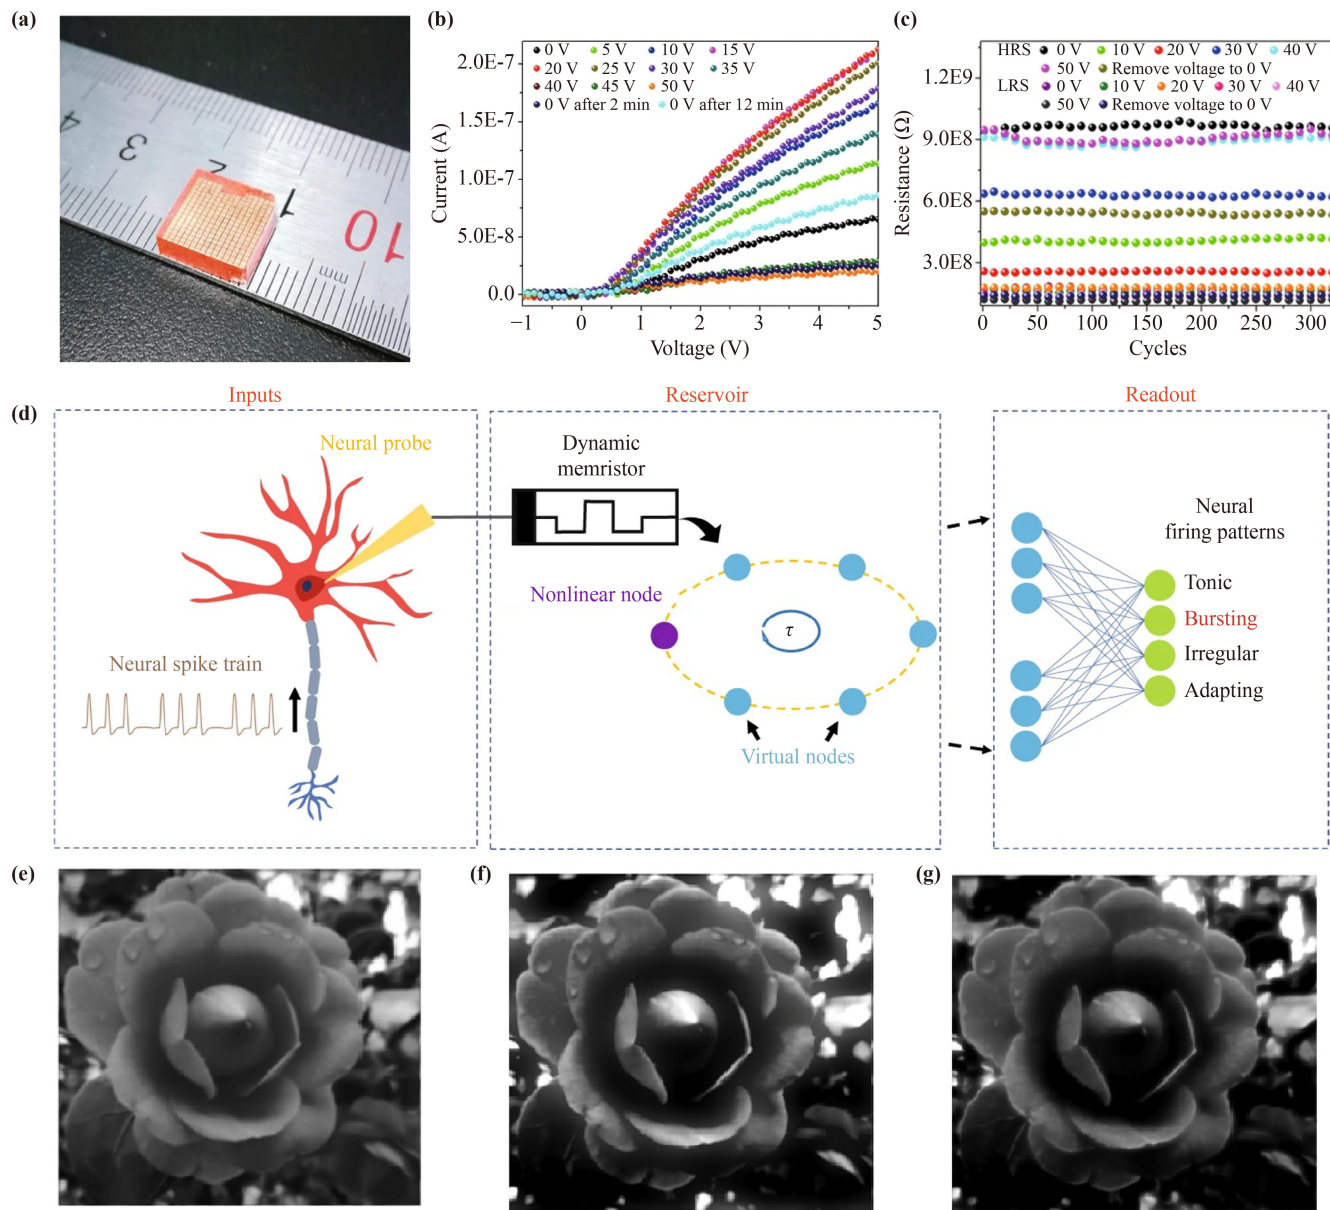 (a)
4
3
2
1
10
mm
(b)
Current (A)
2.0E-7
1.5E-7
1.0E-7
5.0E-8
0.0
0 V 5 V 10 V 15 V
20 V 25 V 30 V 35 V
40 V 45 V 50 V
0 V after 2 min 0 V after 12 min
−1 0 1 2 3 4 5
Voltage (V)
(c)
Resistance (Ω)
1.2E9
9.0E8
6.0E8
3.0E8
HRS 0 V 10 V 20 V 30 V 40 V
50 V Remove voltage to 0 V
LRS 0 V 10 V 20 V 30 V 40 V
50 V Remove voltage to 0 V
0 50 100 150 200 250 300
Cycles
(d)
Inputs
Neural probe
Neural spike train
Reservoir
Dynamic
memristor
Nonlinear node
τ
Virtual nodes
Readout
Neural
firing patterns
Tonic
Bursting
Irregular
Adapting
(e)
(f)
(g)